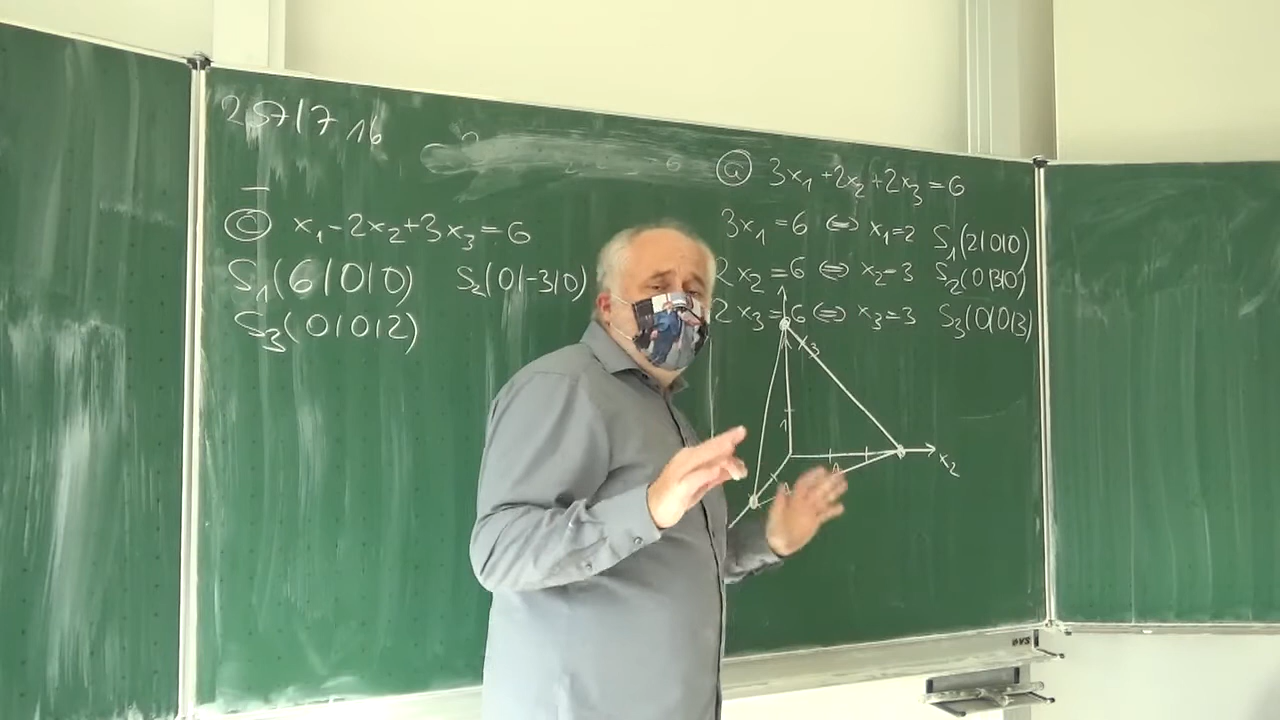 257/7 16
ⓒ x₁-2x₂+3x₃=6
S₁(6|0|0) S₂(0|-3|0)
S₃(0|0|2)
ⓐ 3x₁+2x₂+2x₃=6
3x₁=6 ⇔ x₁=2 S₁(2|0|0)
2x₂=6 ⇔ x₂=3 S₂(0|3|0)
2x₃=6 ⇔ x₃=3 S₃(0|0|3)
x₃
1
x₂